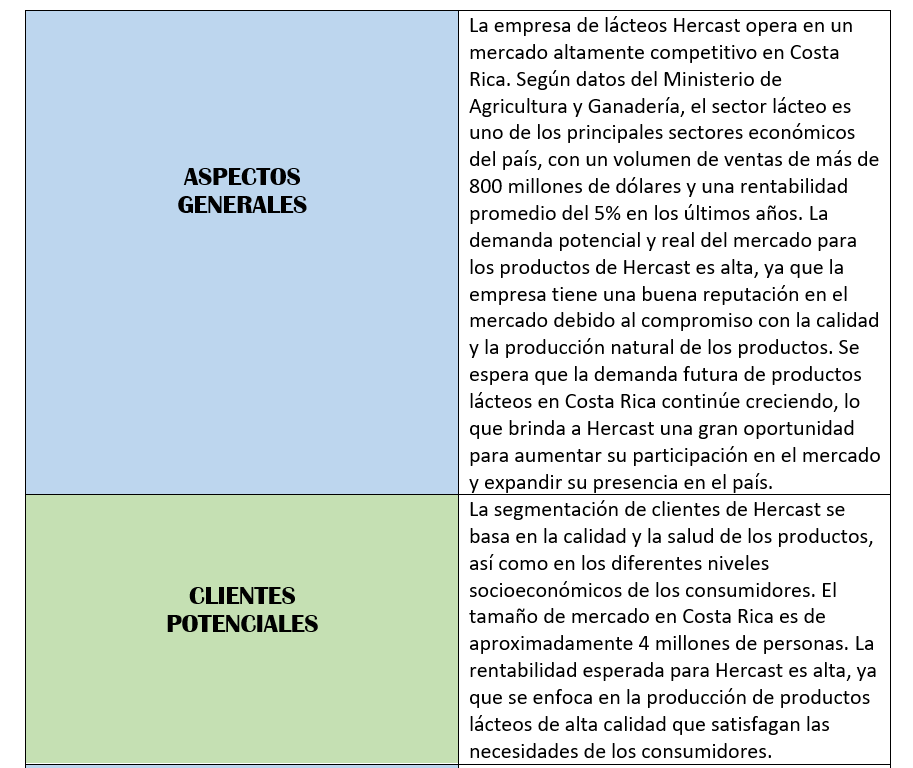 ASPECTOS
GENERALES
La empresa de lácteos Hercast opera en un
mercado altamente competitivo en Costa
Rica. Según datos del Ministerio de
Agricultura y Ganadería, el sector lácteo es
uno de los principales sectores económicos
del país, con un volumen de ventas de más de
800 millones de dólares y una rentabilidad
promedio del 5% en los últimos años. La
demanda potencial y real del mercado para
los productos de Hercast es alta, ya que la
empresa tiene una buena reputación en el
mercado debido al compromiso con la calidad
y la producción natural de los productos. Se
espera que la demanda futura de productos
lácteos en Costa Rica continúe creciendo, lo
que brinda a Hercast una gran oportunidad
para aumentar su participación en el mercado
y expandir su presencia en el país.
CLIENTES
POTENCIALES
La segmentación de clientes de Hercast se
basa en la calidad y la salud de los productos,
así como en los diferentes niveles
socioeconómicos de los consumidores. El
tamaño de mercado en Costa Rica es de
aproximadamente 4 millones de personas. La
rentabilidad esperada para Hercast es alta, ya
que se enfoca en la producción de productos
lácteos de alta calidad que satisfagan las
necesidades de los consumidores.